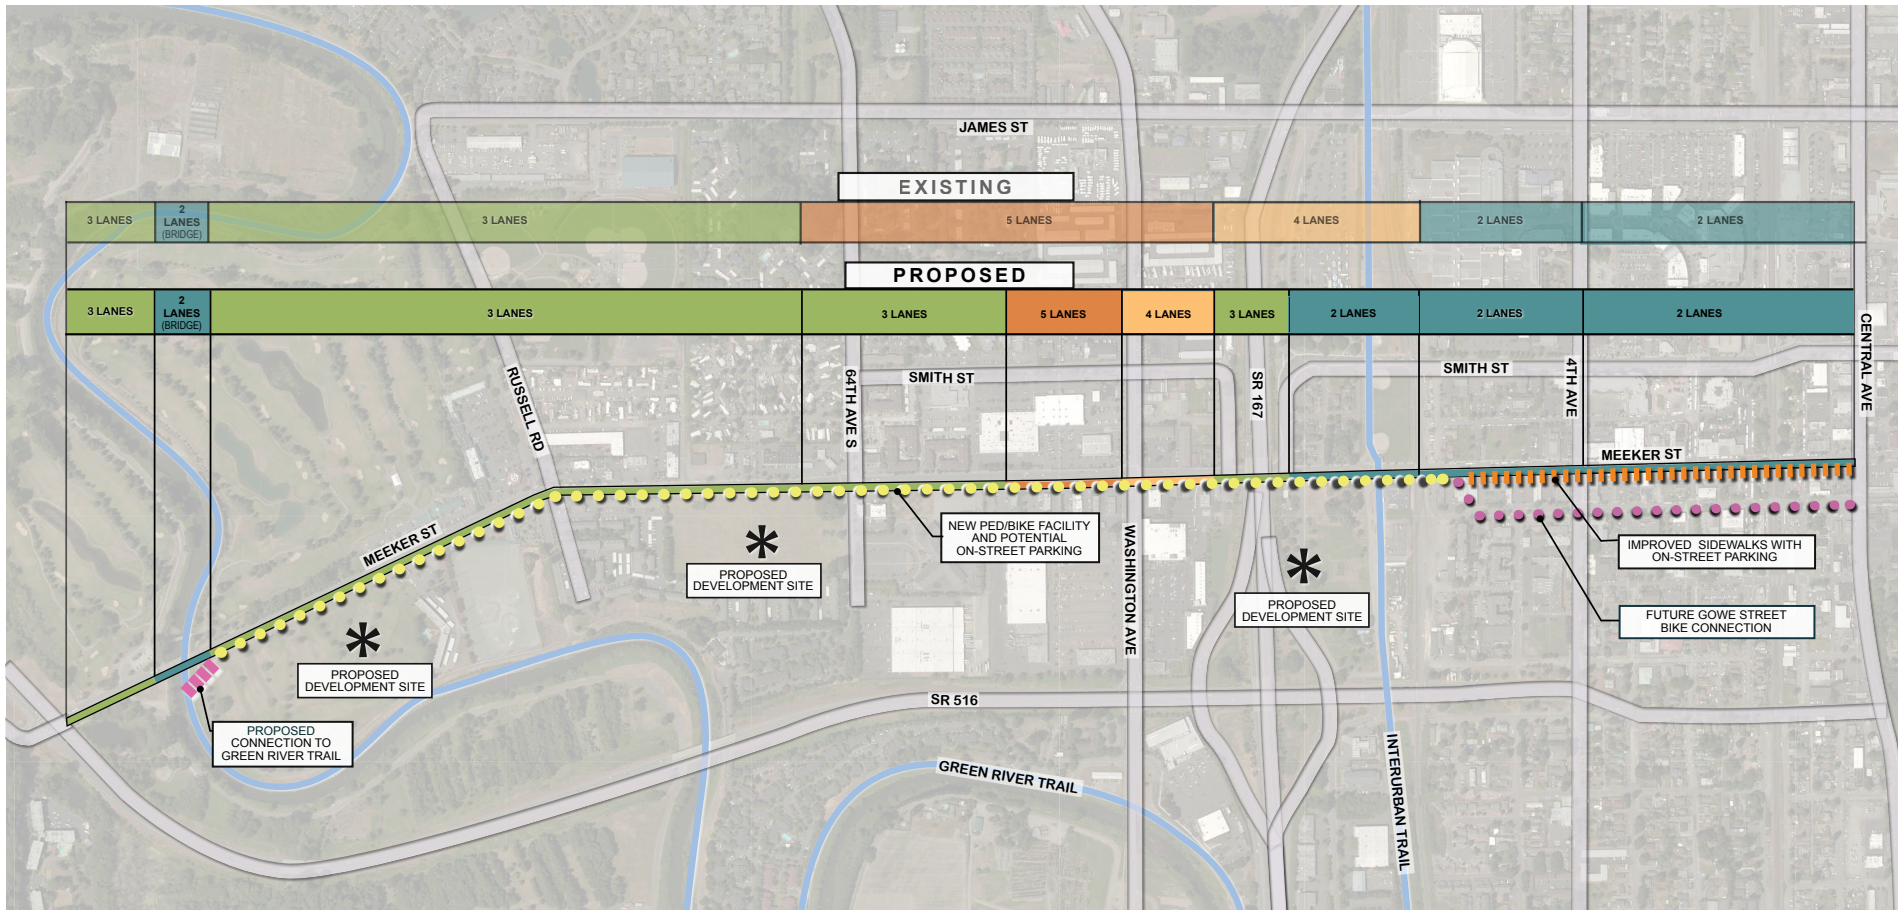 JAMES ST
EXISTING
3 LANES
2
LANES
(BRIDGE)
3 LANES
5 LANES
4 LANES
2 LANES
2 LANES
PROPOSED
3 LANES
2
LANES
(BRIDGE)
3 LANES
3 LANES
5 LANES
4 LANES
3 LANES
2 LANES
2 LANES
2 LANES
RUSSELL RD
64TH AVE S
SMITH ST
SR 167
SMITH ST
4TH AVE
CENTRAL AVE
MEEKER ST
MEEKER ST
NEW PED/BIKE FACILITY
AND POTENTIAL
ON-STREET PARKING
WASHINGTON AVE
IMPROVED SIDEWALKS WITH
ON-STREET PARKING
*
PROPOSED
DEVELOPMENT SITE
*
PROPOSED
DEVELOPMENT SITE
FUTURE GOWE STREET
BIKE CONNECTION
*
PROPOSED
DEVELOPMENT SITE
SR 516
PROPOSED
CONNECTION TO
GREEN RIVER TRAIL
GREEN RIVER TRAIL
INTERURBAN TRAIL